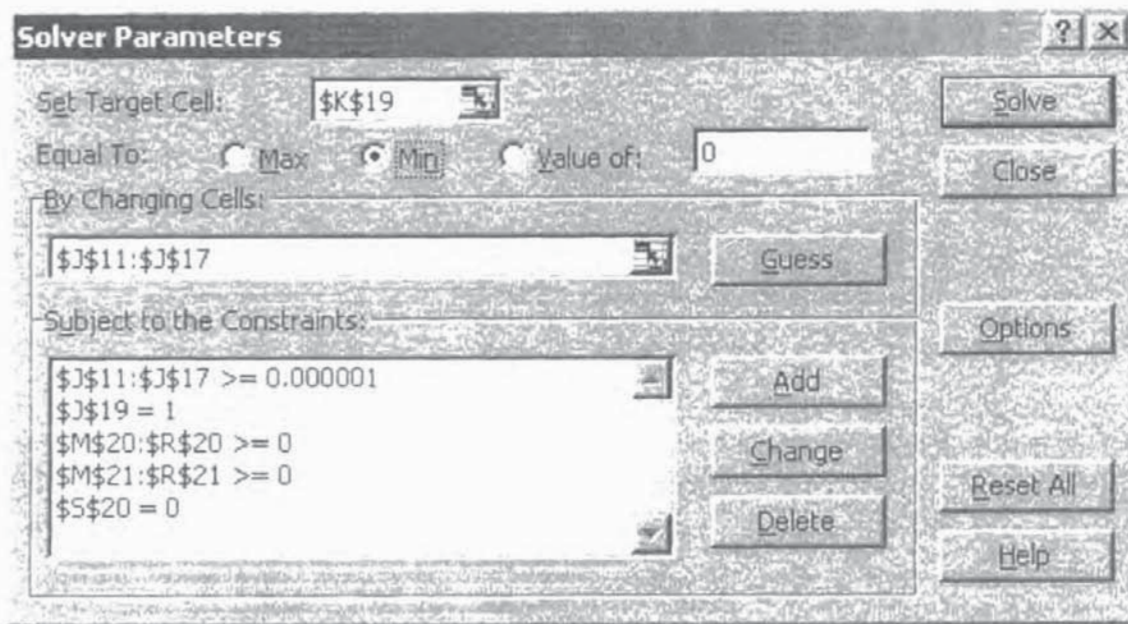 Solver Parameters ? ×
Set Target Cell: $K$19
Solve
Equal To: Max Min Value of: 0
Close
By Changing Cells:
$J$11:$J$17
Guess
Subject to the Constraints:
Options
$J$11:$J$17 >= 0.000001
Add
$J$19 = 1
$M$20:$R$20 >= 0
Change
$M$21:$R$21 >= 0
Reset All
$S$20 = 0
Delete
Help